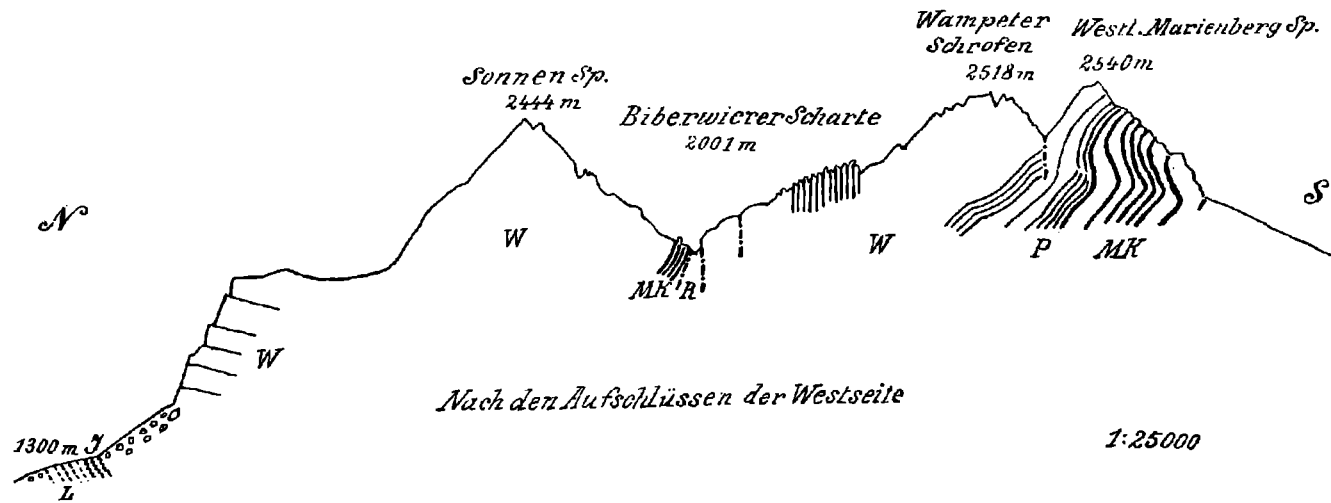 Wampeter
Schrofen
2518 m
Westl. Marienberg Sp.
2540 m
Sonnen Sp.
2444 m
Biberwierer Scharte
2001 m
N
S
W
W
P
MK
MK
R
W
Nach den Aufschlüssen der Westseite
1300 m
J
1:25000
L